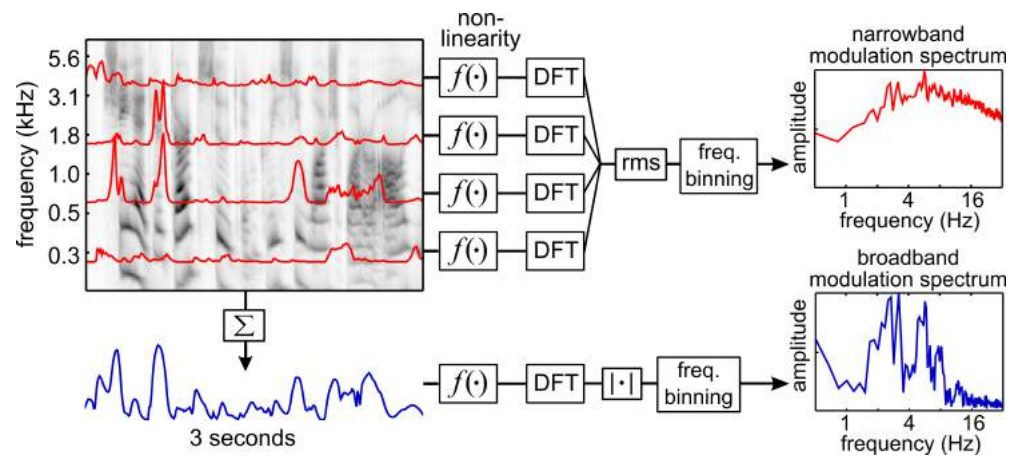 non-
linearity
narrowband
modulation spectrum
frequency (kHz)
5.6
3.1
1.8
1.0
0.5
0.3
f(·)
DFT
f(·)
DFT
f(·)
DFT
f(·)
DFT
rms
freq.
binning
amplitude
1
4
16
frequency (Hz)
broadband
modulation spectrum
Σ
3 seconds
f(·)
DFT
|·|
freq.
binning
amplitude
1
4
16
frequency (Hz)